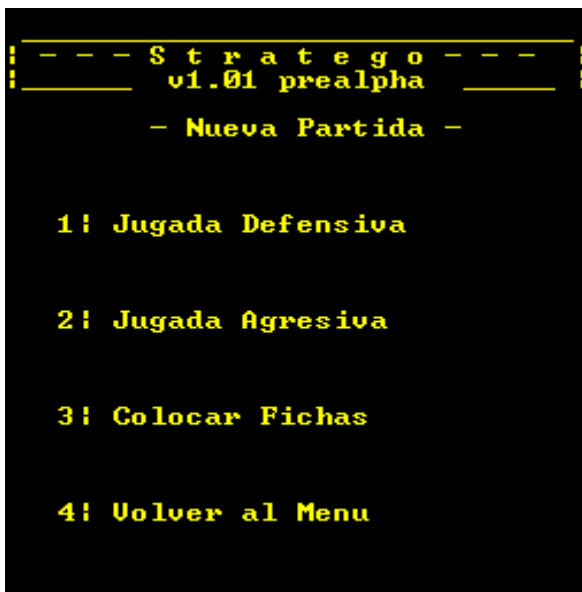 - - - S t r a t e g o - - -
v1.01 prealpha
- Nueva Partida -
1¦ Jugada Defensiva
2¦ Jugada Agresiva
3¦ Colocar Fichas
4¦ Volver al Menu